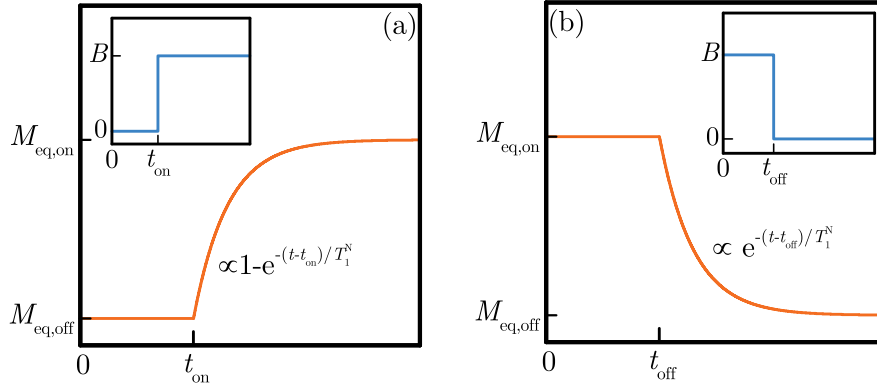 (a)
B
0
0
t_on
M_eq,on
∝1-e^-(t-t_on)/T_1^N
M_eq,off
0
t_on
(b)
B
0
0
t_off
M_eq,on
∝ e^-(t-t_off)/T_1^N
M_eq,off
0
t_off